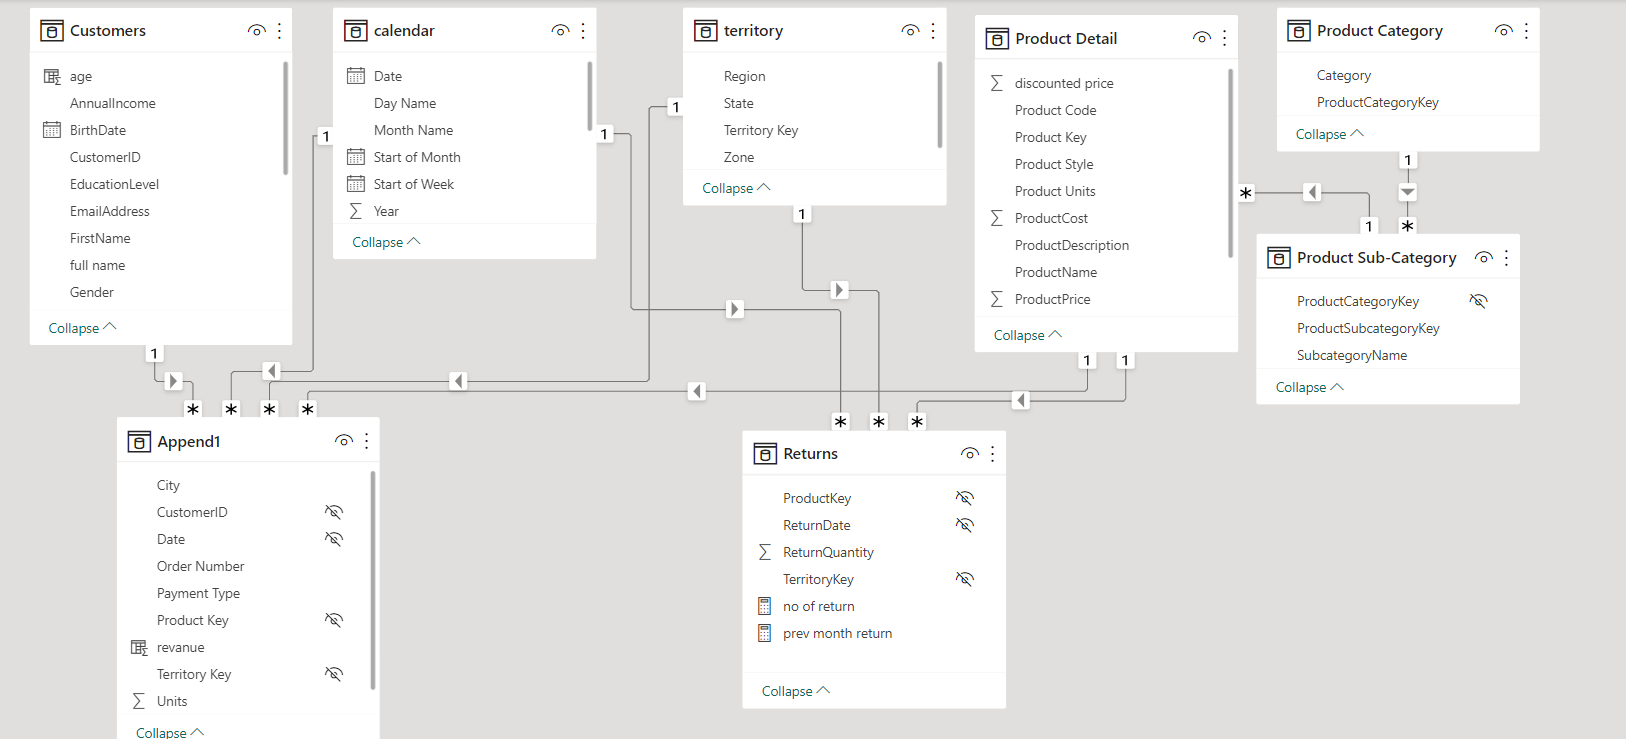 Customers
age
AnnualIncome
BirthDate
CustomerID
EducationLevel
EmailAddress
FirstName
full name
Gender
Collapse
1
calendar
Date
Day Name
Month Name
Start of Month
Start of Week
Year
Collapse
1
1
territory
Region
State
Territory Key
Zone
Collapse
1
1
Product Detail
discounted price
Product Code
Product Key
Product Style
Product Units
ProductCost
ProductDescription
ProductName
ProductPrice
Collapse
1
1
*
Product Category
Category
ProductCategoryKey
Collapse
1
*
1
Product Sub-Category
ProductCategoryKey
ProductSubcategoryKey
SubcategoryName
Collapse
* * * *
Append1
City
CustomerID
Date
Order Number
Payment Type
Product Key
revanue
Territory Key
Units
Collapse
* * *
Returns
ProductKey
ReturnDate
ReturnQuantity
TerritoryKey
no of return
prev month return
Collapse